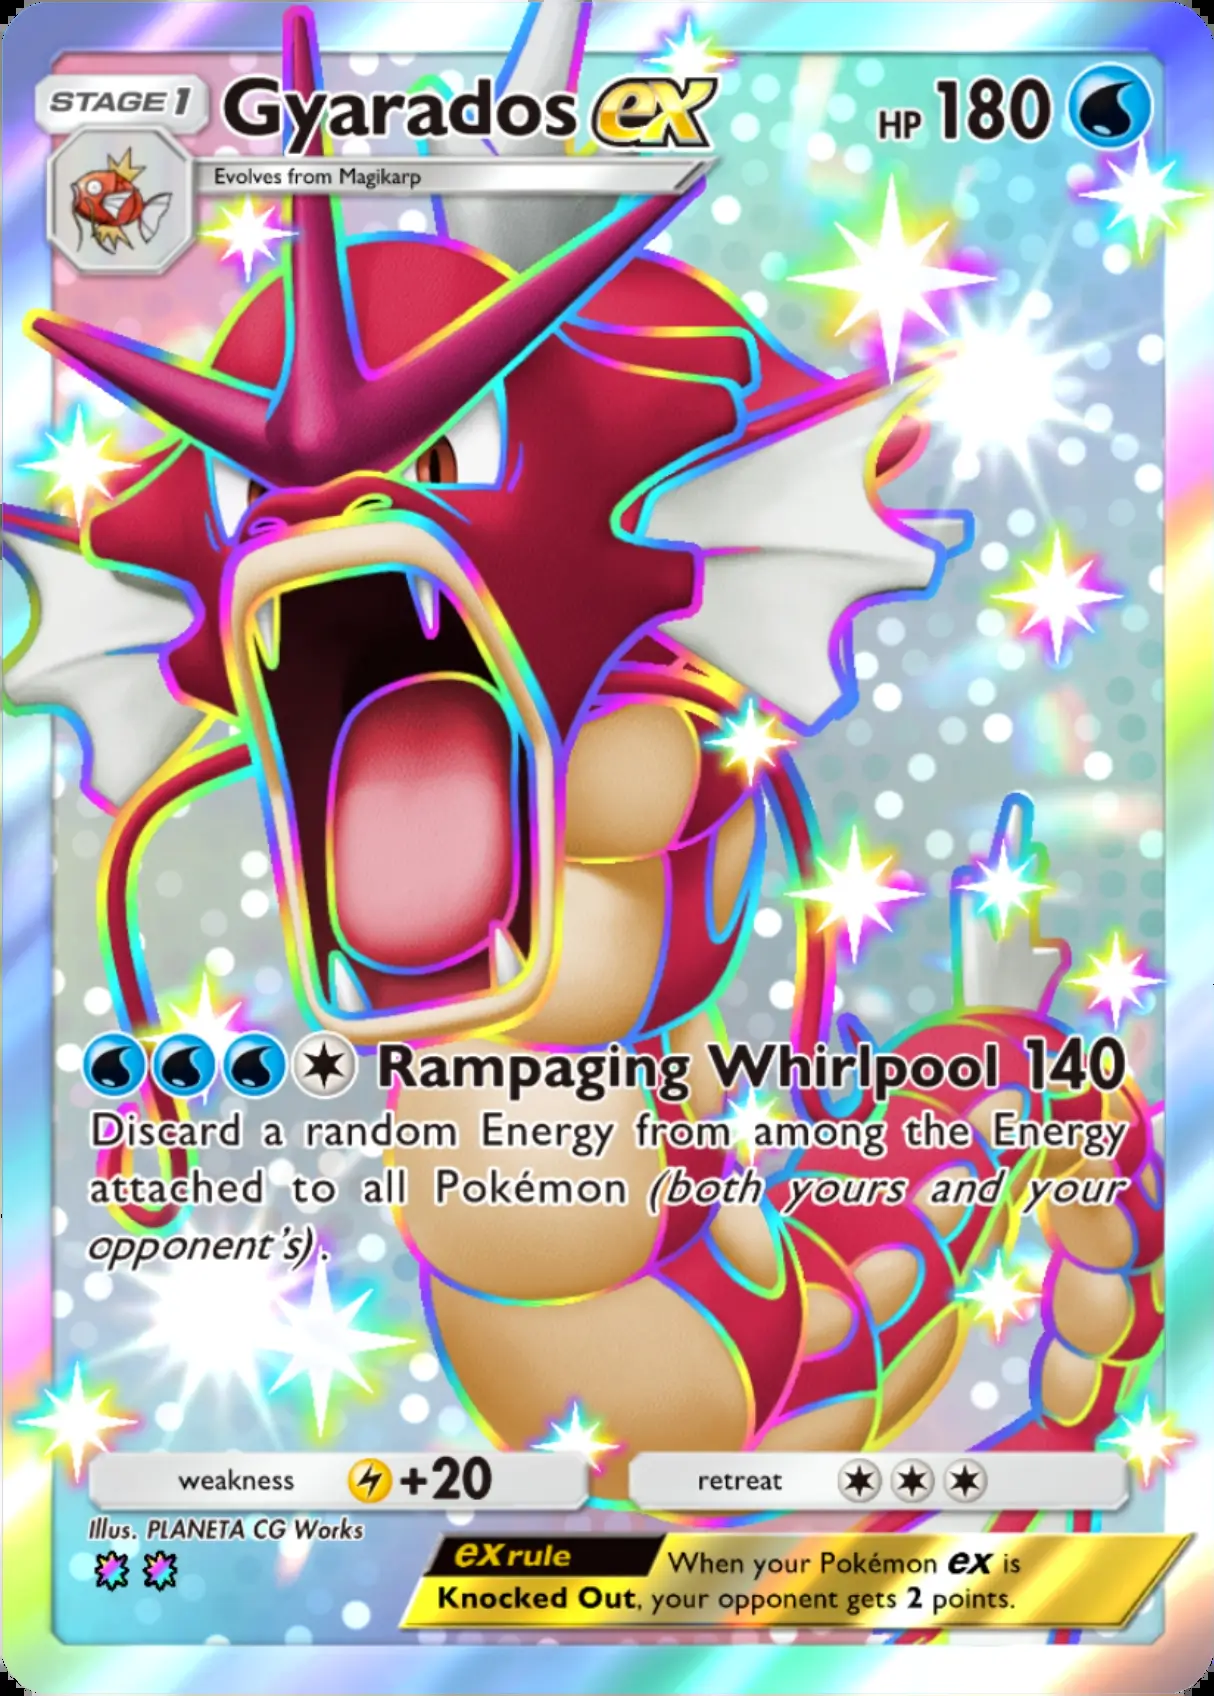 STAGE 1 Gyarados ex HP 180
Evolves from Magikarp
Rampaging Whirlpool 140
Discard a random Energy from among the Energy
attached to all Pokémon (both yours and your
opponent's).
weakness +20 retreat
Illus. PLANETA CG Works
ex rule When your Pokémon ex is
Knocked Out, your opponent gets 2 points.